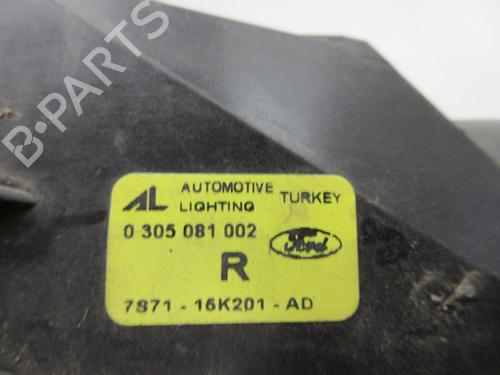 B-PARTS
AL AUTOMOTIVE LIGHTING TURKEY
0 305 081 002
Ford
R
7S71 - 15K201 - AD